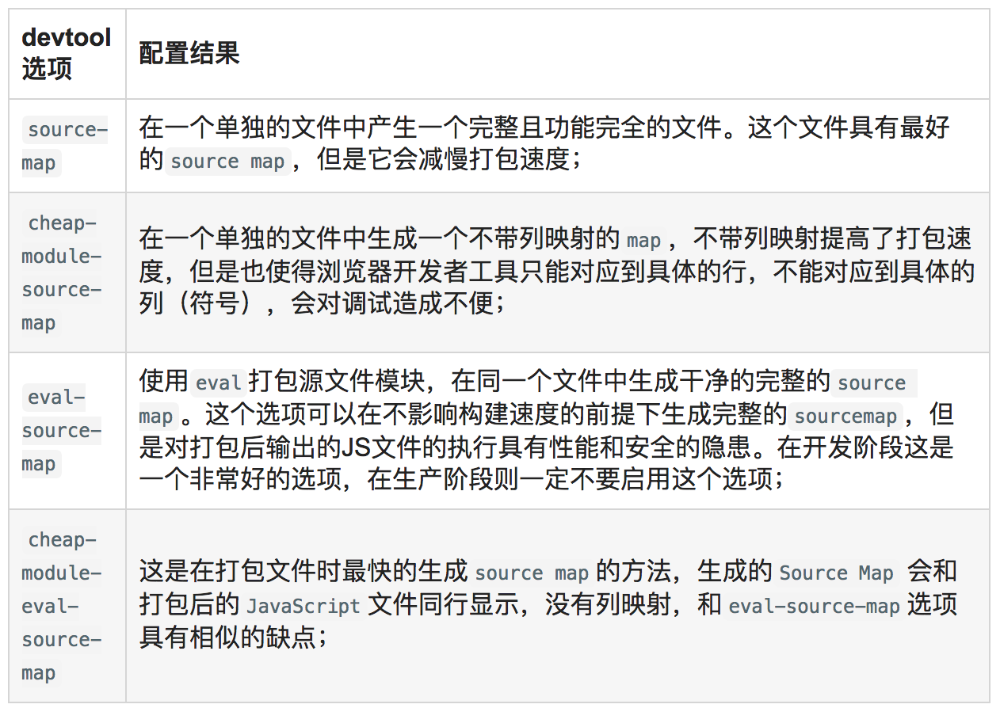 devtool
选项
配置结果
source-
map
在一个单独的文件中产生一个完整且功能完全的文件。这个文件具有最好
的 source map，但是它会减慢打包速度；
cheap-
module-
source-
map
在一个单独的文件中生成一个不带列映射的 map，不带列映射提高了打包速
度，但是也使得浏览器开发者工具只能对应到具体的行，不能对应到具体的
列（符号），会对调试造成不便；
eval-
source-
map
使用 eval 打包源文件模块，在同一个文件中生成干净的完整的 source
map 。这个选项可以在不影响构建速度的前提下生成完整的 sourcemap，但
是对打包后输出的JS文件的执行具有性能和安全的隐患。在开发阶段这是
一个非常好的选项，在生产阶段则一定不要启用这个选项；
cheap-
module-
eval-
source-
map
这是在打包文件时最快的生成 source map 的方法，生成的 Source Map 会和
打包后的 JavaScript 文件同行显示，没有列映射，和 eval-source-map 选项
具有相似的缺点；